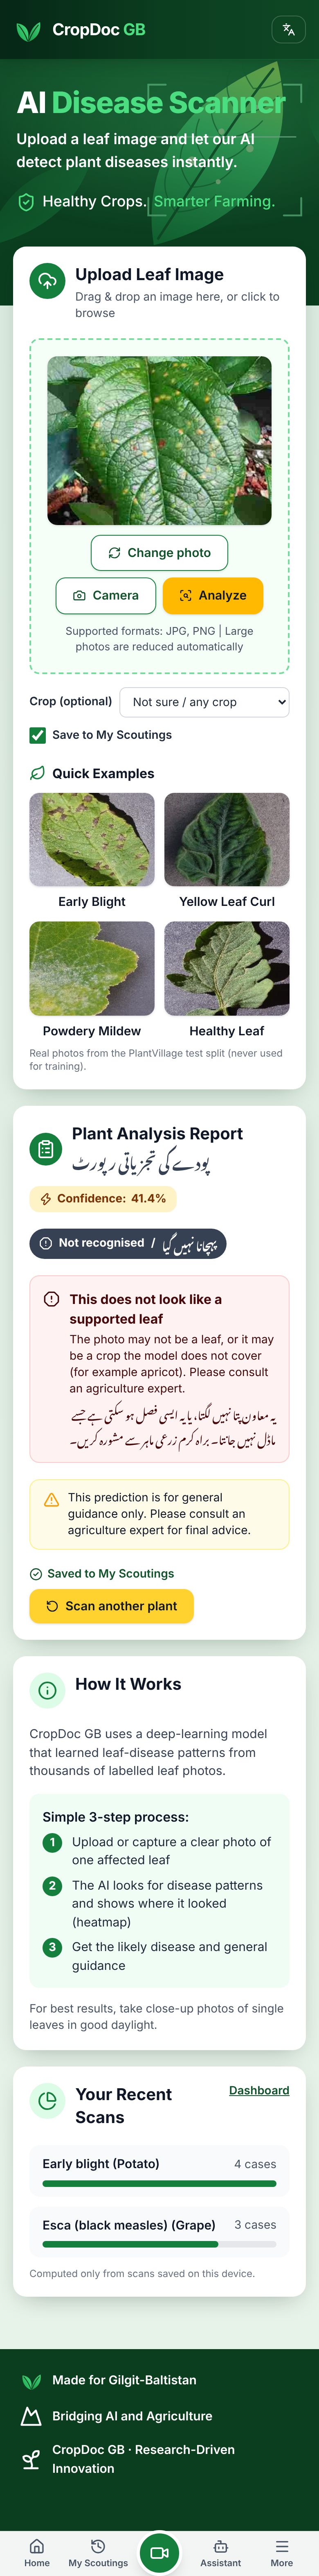 CropDoc GB
AI Disease Scanner
Upload a leaf image and let our AI
detect plant diseases instantly.
Healthy Crops. Smarter Farming.
Upload Leaf Image
Drag & drop an image here, or click to
browse
Change photo
Camera
Analyze
Supported formats: JPG, PNG | Large
photos are reduced automatically
Crop (optional) Not sure / any crop
Save to My Scoutings
Quick Examples
Early Blight
Yellow Leaf Curl
Powdery Mildew
Healthy Leaf
Real photos from the PlantVillage test split (never used
for training).
Plant Analysis Report
پودے کی تجزیاتی رپورٹ
Confidence: 41.4%
Not recognised / پہچانا نہیں گیا
This does not look like a
supported leaf
The photo may not be a leaf, or it may
be a crop the model does not cover
(for example apricot). Please consult
an agriculture expert.
یہ معاون پتا نہیں لگتا، یا یہ ایسی فصل ہو سکتی ہے جسے
ماڈل نہیں جانتا۔ براہ کرم زرعی ماہر سے مشورہ کریں۔
This prediction is for general
guidance only. Please consult an
agriculture expert for final advice.
Saved to My Scoutings
Scan another plant
How It Works
CropDoc GB uses a deep-learning model
that learned leaf-disease patterns from
thousands of labelled leaf photos.
Simple 3-step process:
1 Upload or capture a clear photo of
one affected leaf
2 The AI looks for disease patterns
and shows where it looked
(heatmap)
3 Get the likely disease and general
guidance
For best results, take close-up photos of single
leaves in good daylight.
Your Recent
Scans
Dashboard
Early blight (Potato) 4 cases
Esca (black measles) (Grape) 3 cases
Computed only from scans saved on this device.
Made for Gilgit-Baltistan
Bridging AI and Agriculture
CropDoc GB · Research-Driven
Innovation
Home
My Scoutings
Assistant
More